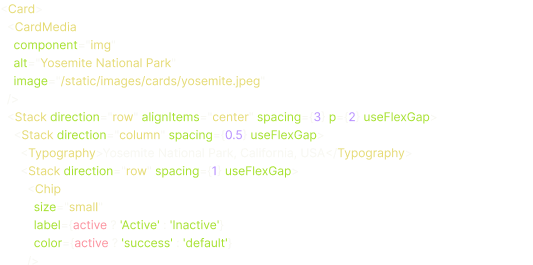 <Card>
<CardMedia
component="img"
alt="Yosemite National Park"
image="/static/images/cards/yosemite.jpeg"
/>
<Stack direction="row" alignItems="center" spacing={3} p={2} useFlexGap>
<Stack direction="column" spacing={0.5} useFlexGap>
<Typography>Yosemite National Park, California, USA</Typography>
<Stack direction="row" spacing={1} useFlexGap>
<Chip
size="small"
label={active ? 'Active' : 'Inactive'}
color={active ? 'success' : 'default'}
/>